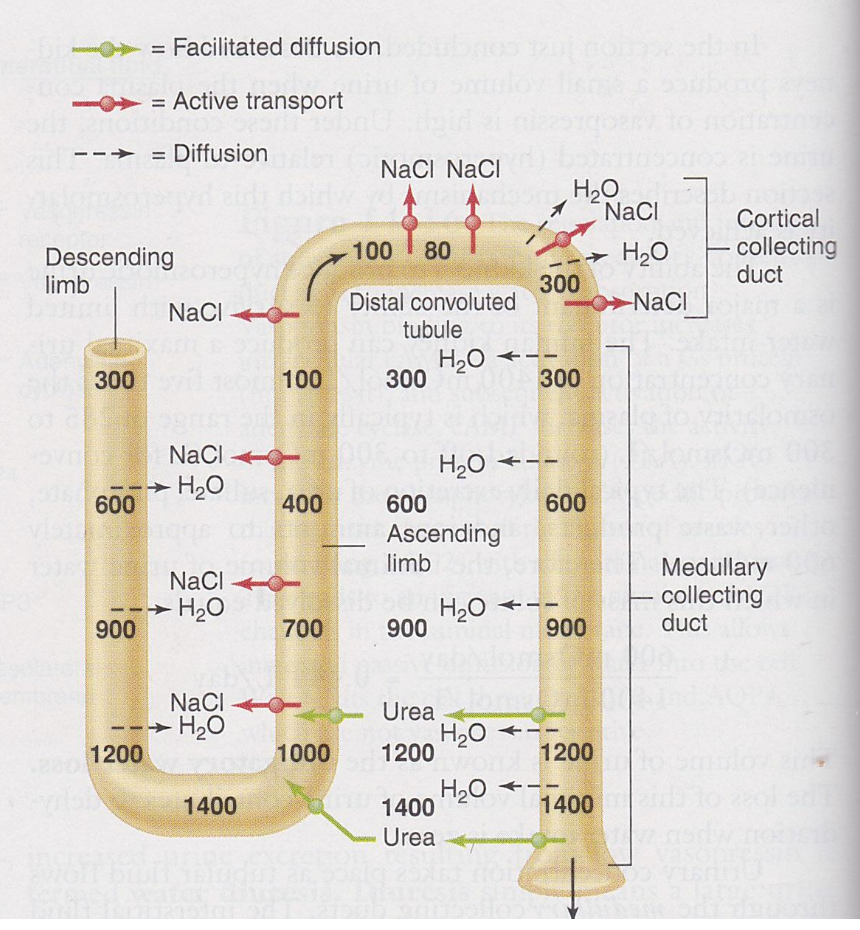 = Facilitated diffusion
= Active transport
= Diffusion
NaCl NaCl
H₂O
NaCl
H₂O
Cortical
collecting
duct
100 80
300
Descending
limb
NaCl
Distal convoluted
tubule
NaCl
H₂O
300 100 300 300
NaCl
H₂O
H₂O
600 400 600 600
Ascending
limb
Medullary
collecting
duct
NaCl
H₂O
H₂O
900 700 900 900
NaCl
H₂O
Urea
H₂O
1200 1000 1200 1200
H₂O
1400 1400 1400
Urea